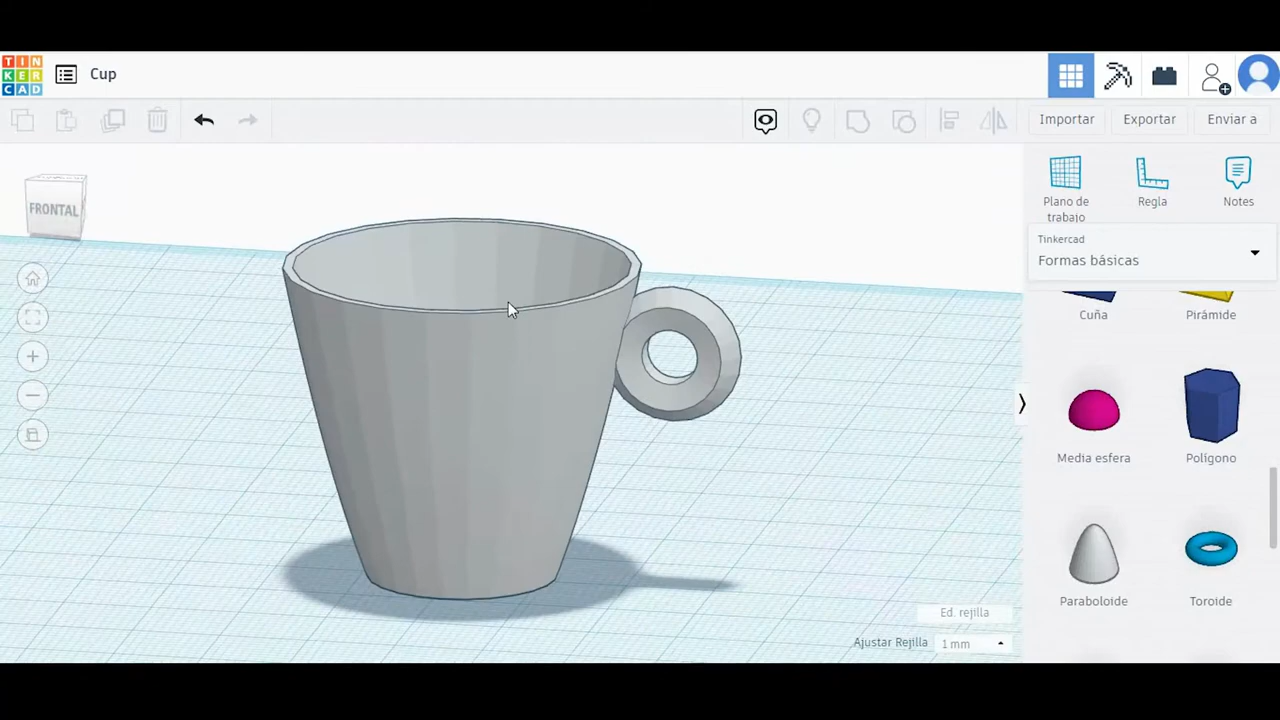 TIN
KER
CAD
Cup
Importar
Exportar
Enviar a
FRONTAL
Plano de
trabajo
Regla
Notes
Tinkercad
Formas básicas
Cuña
Pirámide
Media esfera
Polígono
Paraboloide
Toroide
Ed. rejilla
Ajustar Rejilla
1 mm